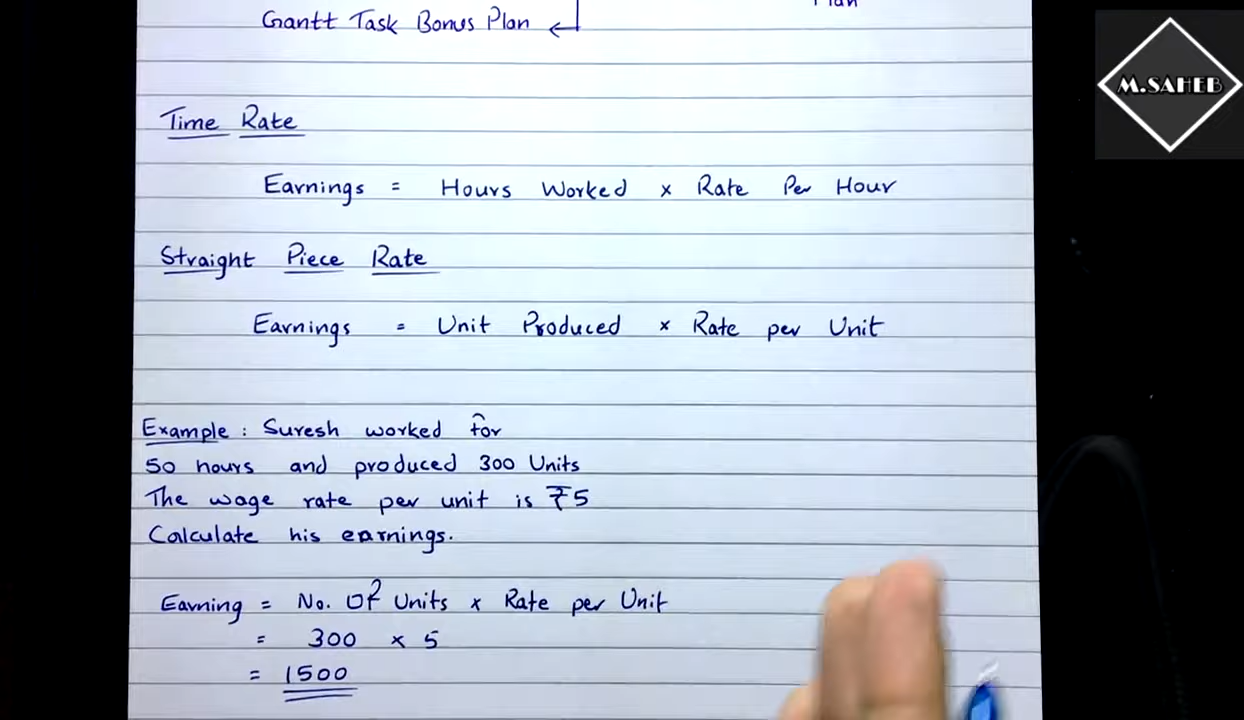 Plan
Gantt Task Bonus Plan
M.SAHEB
Time Rate
Earnings = Hours Worked x Rate Per Hour
Straight Piece Rate
Earnings = Unit Produced x Rate per Unit
Example : Suresh worked for
50 hours and produced 300 Units
The wage rate per unit is ₹5
Calculate his earnings.
Earning = No. Of Units x Rate per Unit
= 300 x 5
= 1500